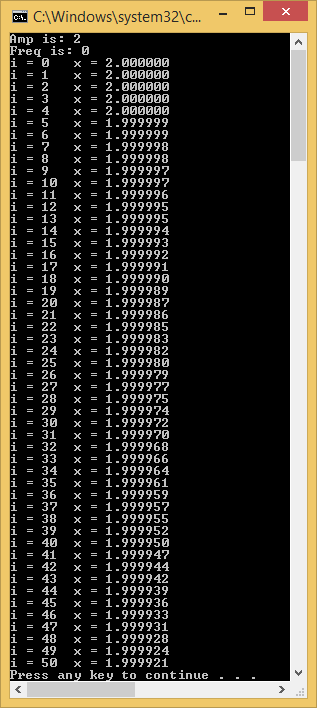 C:\Windows\system32\c...
Amp is: 2
Freq is: 0
i = 0 x = 2.000000
i = 1 x = 2.000000
i = 2 x = 2.000000
i = 3 x = 2.000000
i = 4 x = 2.000000
i = 5 x = 1.999999
i = 6 x = 1.999999
i = 7 x = 1.999998
i = 8 x = 1.999998
i = 9 x = 1.999997
i = 10 x = 1.999997
i = 11 x = 1.999996
i = 12 x = 1.999995
i = 13 x = 1.999995
i = 14 x = 1.999994
i = 15 x = 1.999993
i = 16 x = 1.999992
i = 17 x = 1.999991
i = 18 x = 1.999990
i = 19 x = 1.999989
i = 20 x = 1.999987
i = 21 x = 1.999986
i = 22 x = 1.999985
i = 23 x = 1.999983
i = 24 x = 1.999982
i = 25 x = 1.999980
i = 26 x = 1.999979
i = 27 x = 1.999977
i = 28 x = 1.999975
i = 29 x = 1.999974
i = 30 x = 1.999972
i = 31 x = 1.999970
i = 32 x = 1.999968
i = 33 x = 1.999966
i = 34 x = 1.999964
i = 35 x = 1.999961
i = 36 x = 1.999959
i = 37 x = 1.999957
i = 38 x = 1.999955
i = 39 x = 1.999952
i = 40 x = 1.999950
i = 41 x = 1.999947
i = 42 x = 1.999944
i = 43 x = 1.999942
i = 44 x = 1.999939
i = 45 x = 1.999936
i = 46 x = 1.999933
i = 47 x = 1.999931
i = 48 x = 1.999928
i = 49 x = 1.999924
i = 50 x = 1.999921
Press any key to continue . . .